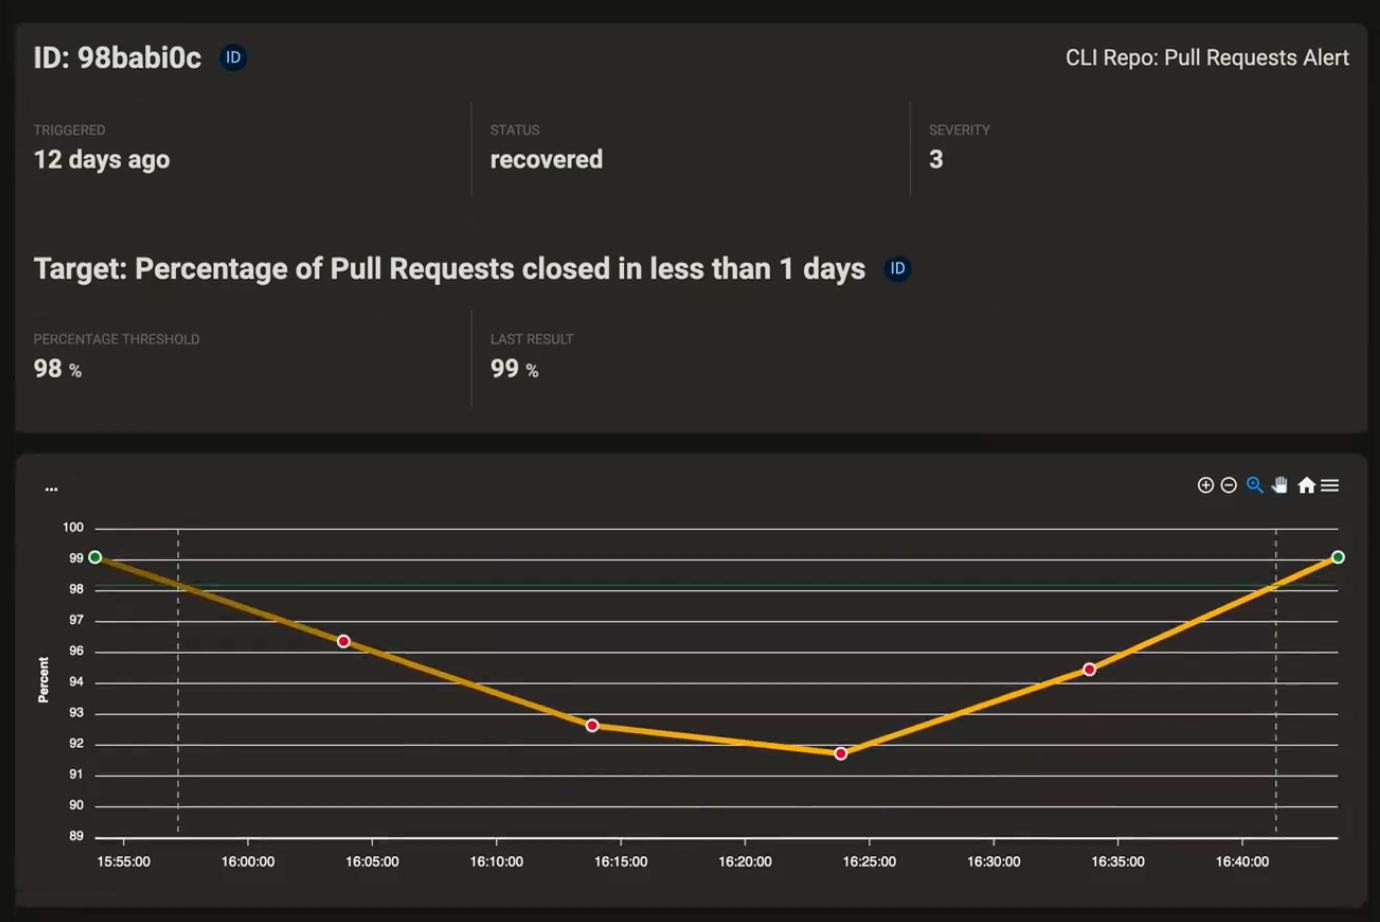 ID: 98babi0c ID
CLI Repo: Pull Requests Alert
TRIGGERED
12 days ago
STATUS
recovered
SEVERITY
3
Target: Percentage of Pull Requests closed in less than 1 days ID
PERCENTAGE THRESHOLD
98 %
LAST RESULT
99 %
...
100
99
98
97
96
94
93
92
91
90
89
Percent
15:55:00 16:00:00 16:05:00 16:10:00 16:15:00 16:20:00 16:25:00 16:30:00 16:35:00 16:40:00